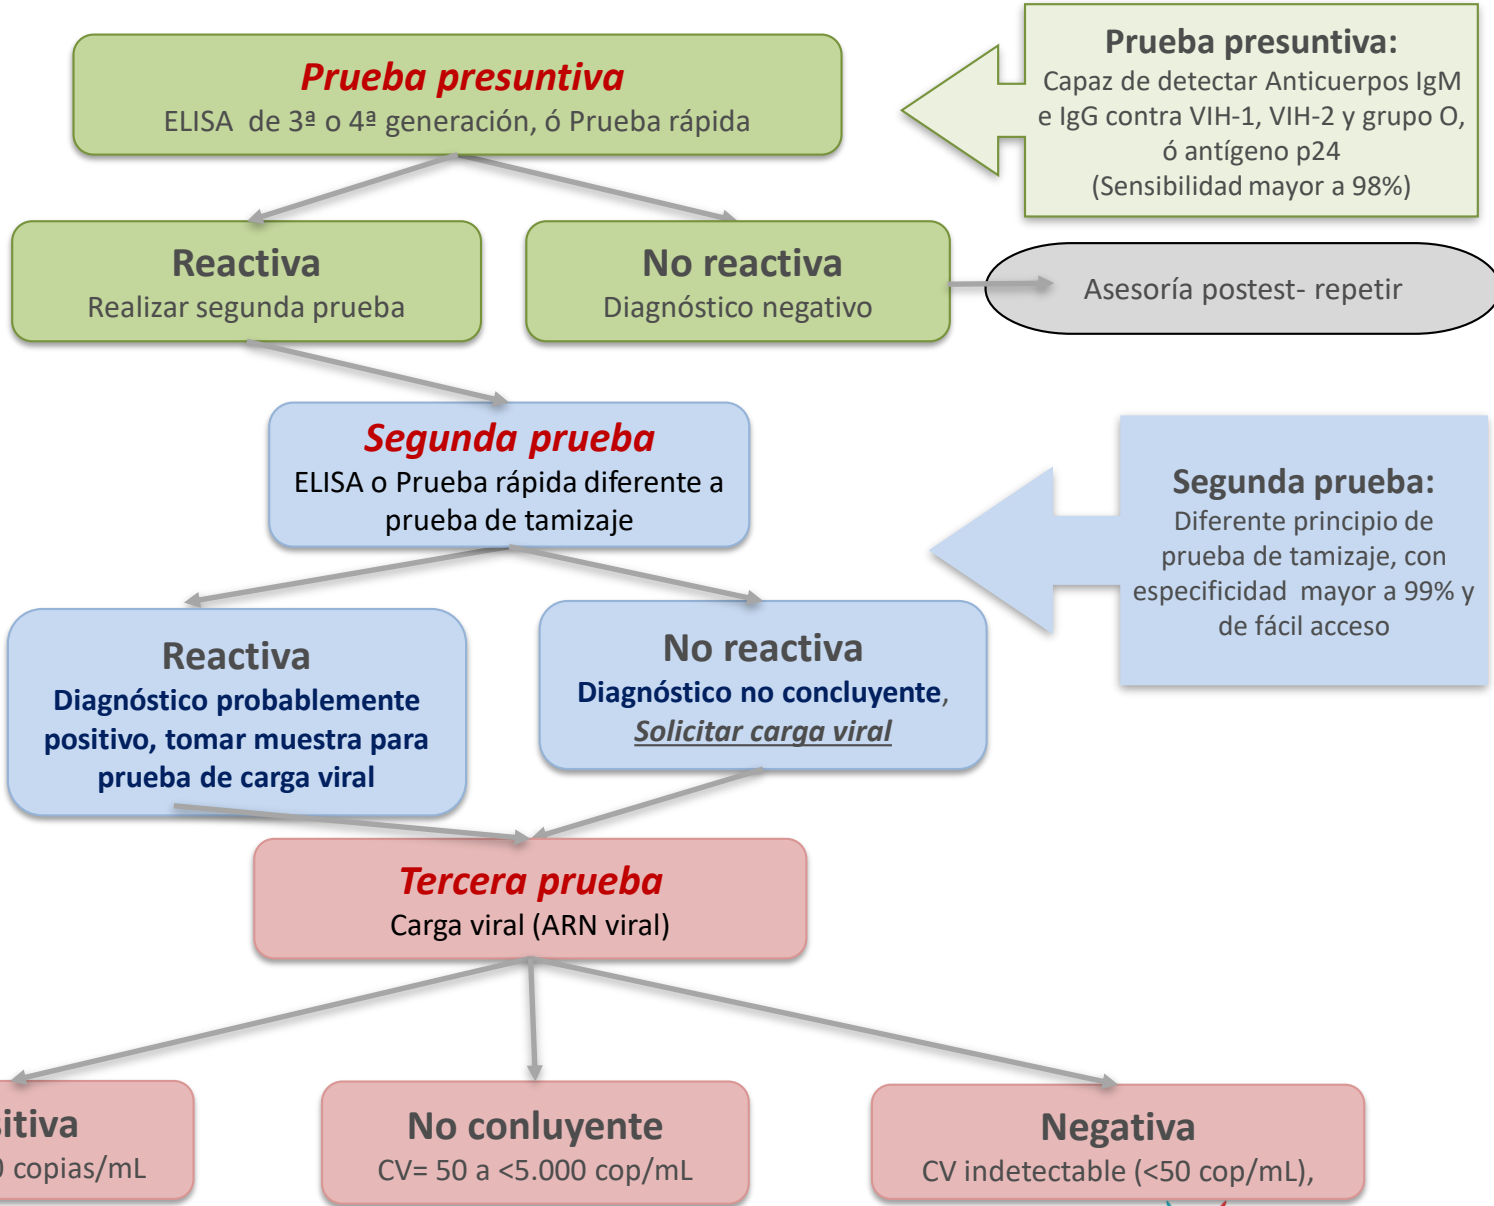 Prueba presuntiva
ELISA de 3ª o 4ª generación, ó Prueba rápida
Prueba presuntiva:
Capaz de detectar Anticuerpos IgM
e IgG contra VIH-1, VIH-2 y grupo O,
ó antígeno p24
(Sensibilidad mayor a 98%)
Reactiva
Realizar segunda prueba
No reactiva
Diagnóstico negativo
Asesoría postest- repetir
Segunda prueba
ELISA o Prueba rápida diferente a
prueba de tamizaje
Segunda prueba:
Diferente principio de
prueba de tamizaje, con
especificidad mayor a 99% y
de fácil acceso
Reactiva
Diagnóstico probablemente
positivo, tomar muestra para
prueba de carga viral
No reactiva
Diagnóstico no concluyente,
Solicitar carga viral
Tercera prueba
Carga viral (ARN viral)
itiva
copias/mL
No conluyente
CV= 50 a <5.000 cop/mL
Negativa
CV indetectable (<50 cop/mL),